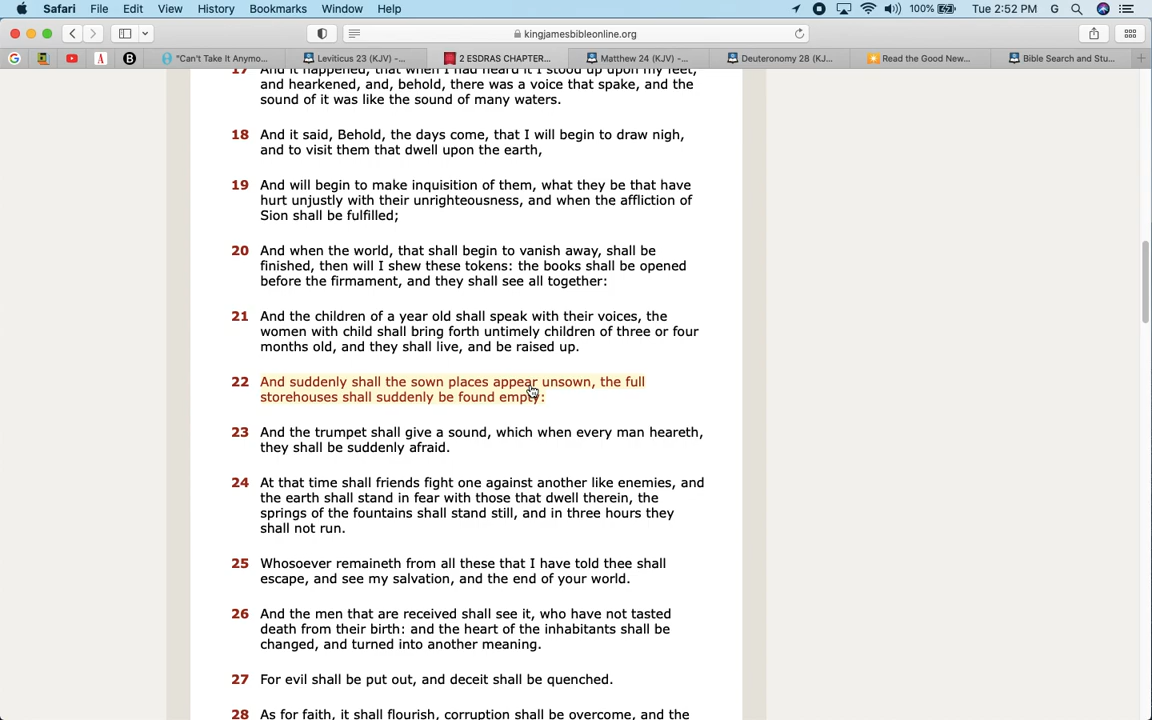 Safari File Edit View History Bookmarks Window Help 100% Tue 2:52 PM G
kingjamesbibleonline.org
"Can't Take It Anymo... Leviticus 23 (KJV) -... 2 ESDRAS CHAPTER... Matthew 24 (KJV) -... Deuteronomy 28 (KJ... Read the Good New... Bible Search and Stu...
17 And it happened, that when I had heard it I stood up upon my feet,
and hearkened, and, behold, there was a voice that spake, and the
sound of it was like the sound of many waters.
18 And it said, Behold, the days come, that I will begin to draw nigh,
and to visit them that dwell upon the earth,
19 And will begin to make inquisition of them, what they be that have
hurt unjustly with their unrighteousness, and when the affliction of
Sion shall be fulfilled;
20 And when the world, that shall begin to vanish away, shall be
finished, then will I shew these tokens: the books shall be opened
before the firmament, and they shall see all together:
21 And the children of a year old shall speak with their voices, the
women with child shall bring forth untimely children of three or four
months old, and they shall live, and be raised up.
22 And suddenly shall the sown places appear unsown, the full
storehouses shall suddenly be found empty:
23 And the trumpet shall give a sound, which when every man heareth,
they shall be suddenly afraid.
24 At that time shall friends fight one against another like enemies, and
the earth shall stand in fear with those that dwell therein, the
springs of the fountains shall stand still, and in three hours they
shall not run.
25 Whosoever remaineth from all these that I have told thee shall
escape, and see my salvation, and the end of your world.
26 And the men that are received shall see it, who have not tasted
death from their birth: and the heart of the inhabitants shall be
changed, and turned into another meaning.
27 For evil shall be put out, and deceit shall be quenched.
28 As for faith, it shall flourish, corruption shall be overcome, and the